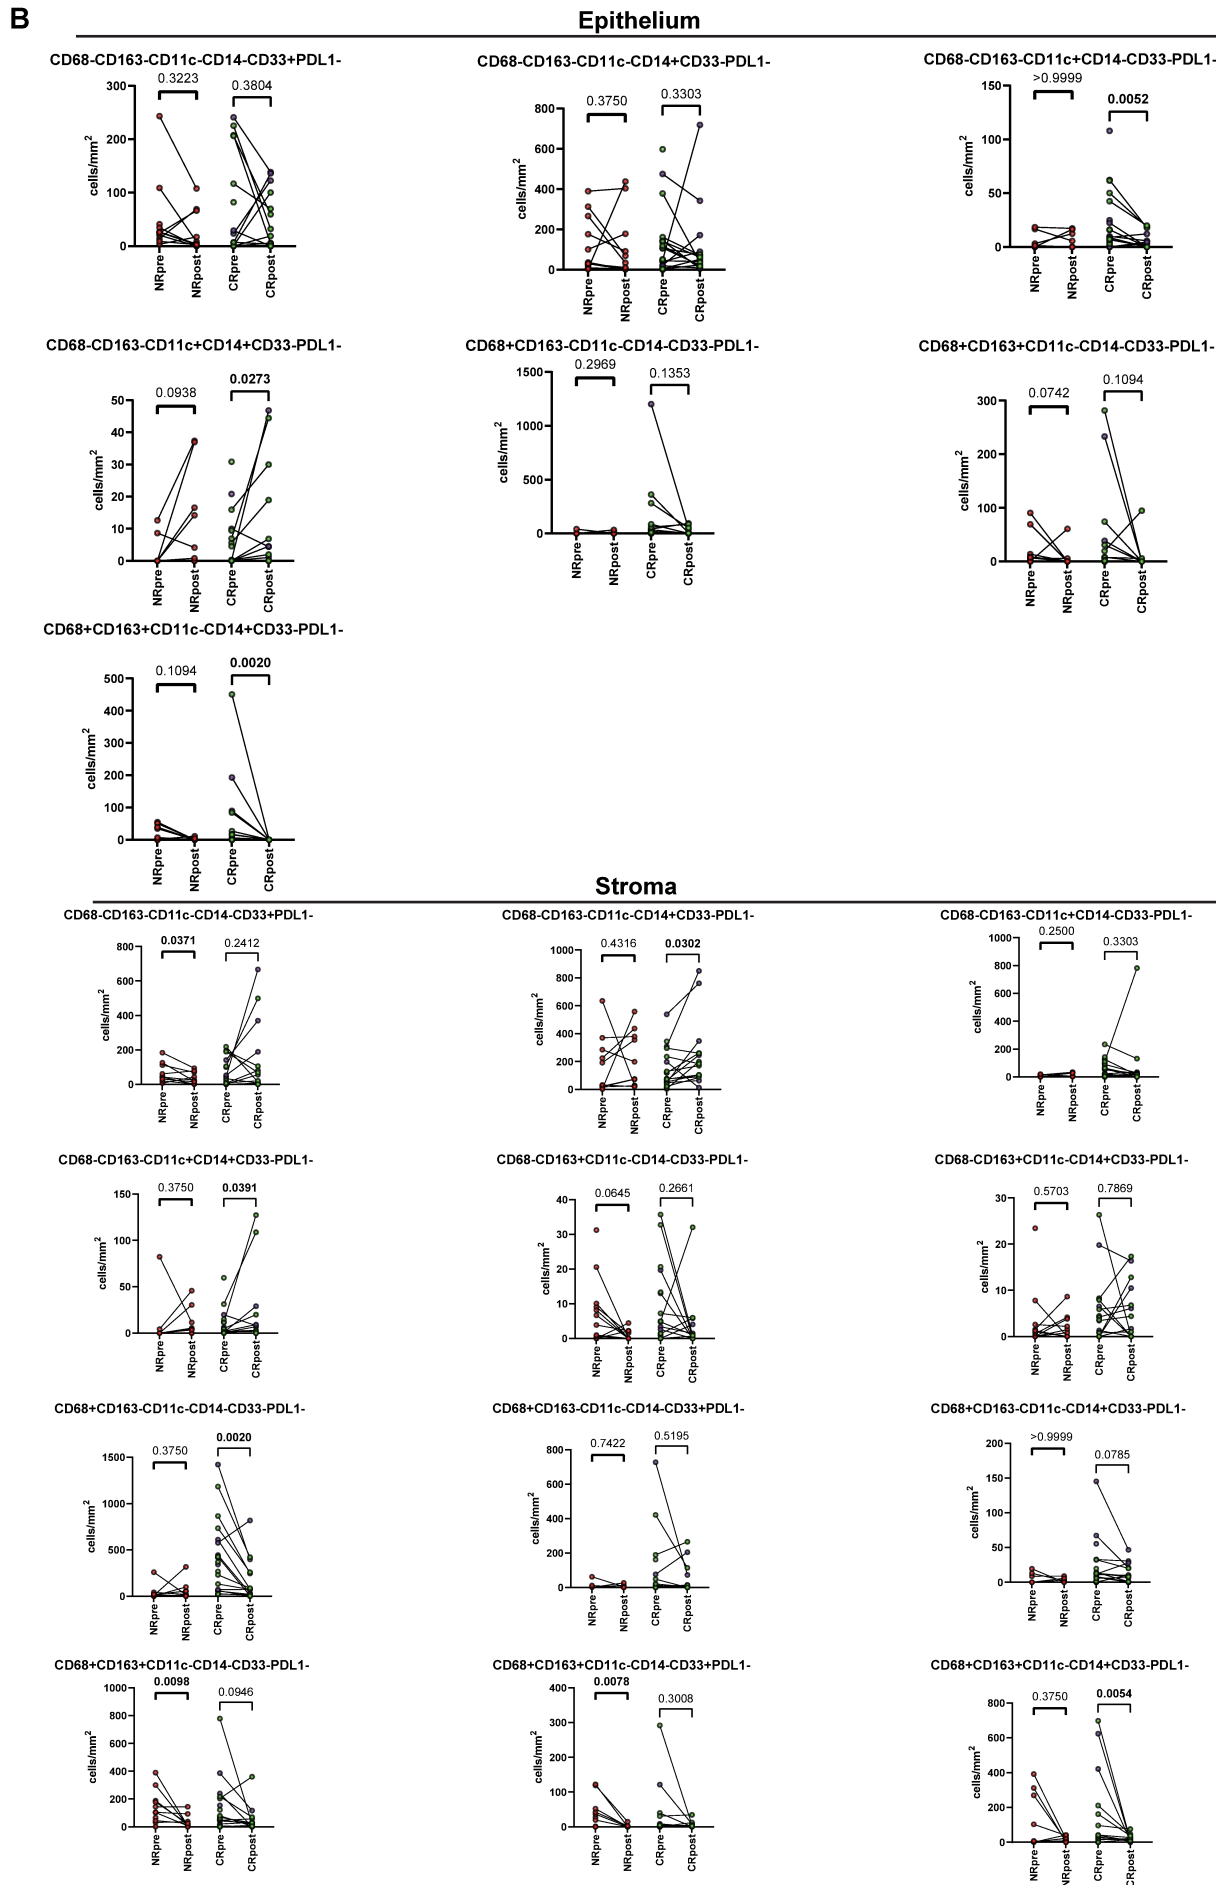 B
Epithelium
CD68-CD163-CD11c-CD14-CD33+PDL1-
0.3223
0.3804
300
200
100
0
cells/mm2
NRpre
NRpost
CRpre
CRpost
CD68-CD163-CD11c-CD14+CD33-PDL1-
0.3750
0.3303
800
600
400
200
0
cells/mm2
NRpre
NRpost
CRpre
CRpost
CD68-CD163-CD11c+CD14-CD33-PDL1-
>0.9999
0.0052
150
100
50
0
cells/mm2
NRpre
NRpost
CRpre
CRpost
CD68-CD163-CD11c+CD14+CD33-PDL1-
0.0938
0.0273
50
40
30
20
10
0
cells/mm2
NRpre
NRpost
CRpre
CRpost
CD68+CD163-CD11c-CD14-CD33-PDL1-
0.2969
0.1353
1500
1000
500
0
cells/mm2
NRpre
NRpost
CRpre
CRpost
CD68+CD163+CD11c-CD14-CD33-PDL1-
0.0742
0.1094
300
200
100
0
cells/mm2
NRpre
NRpost
CRpre
CRpost
CD68+CD163+CD11c-CD14+CD33-PDL1-
0.1094
0.0020
500
400
300
200
100
0
cells/mm2
NRpre
NRpost
CRpre
CRpost
Stroma
CD68-CD163-CD11c-CD14-CD33+PDL1-
0.0371
0.2412
800
600
400
200
0
cells/mm2
NRpre
NRpost
CRpre
CRpost
CD68-CD163-CD11c-CD14+CD33-PDL1-
0.4316
0.0302
1000
800
600
400
200
0
cells/mm2
NRpre
NRpost
CRpre
CRpost
CD68-CD163-CD11c+CD14-CD33-PDL1-
0.2500
0.3303
1000
800
600
400
200
0
cells/mm2
NRpre
NRpost
CRpre
CRpost
CD68-CD163-CD11c+CD14+CD33-PDL1-
0.3750
0.0391
150
100
50
0
cells/mm2
NRpre
NRpost
CRpre
CRpost
CD68-CD163+CD11c-CD14-CD33-PDL1-
0.0645
0.2661
40
30
20
10
0
cells/mm2
NRpre
NRpost
CRpre
CRpost
CD68-CD163+CD11c-CD14+CD33-PDL1-
0.5703
0.7869
30
20
10
0
cells/mm2
NRpre
NRpost
CRpre
CRpost
CD68+CD163-CD11c-CD14-CD33-PDL1-
0.3750
0.0020
1500
1000
500
0
cells/mm2
NRpre
NRpost
CRpre
CRpost
CD68+CD163-CD11c-CD14-CD33+PDL1-
0.7422
0.5195
800
600
400
200
0
cells/mm2
NRpre
NRpost
CRpre
CRpost
CD68+CD163-CD11c-CD14+CD33-PDL1-
>0.9999
0.0785
200
150
100
50
0
cells/mm2
NRpre
NRpost
CRpre
CRpost
CD68+CD163+CD11c-CD14-CD33-PDL1-
0.0098
0.0946
1000
800
600
400
200
0
cells/mm2
NRpre
NRpost
CRpre
CRpost
CD68+CD163+CD11c-CD14-CD33+PDL1-
0.0078
0.3008
400
300
200
100
0
cells/mm2
NRpre
NRpost
CRpre
CRpost
CD68+CD163+CD11c-CD14+CD33-PDL1-
0.3750
0.0054
800
600
400
200
0
cells/mm2
NRpre
NRpost
CRpre
CRpost